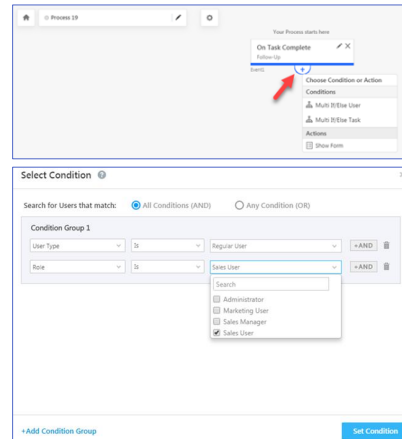 Process 19
Your Process starts here
On Task Complete
Follow-Up
Events
Choose Condition or Action
Conditions
Multi If/Else User
Multi If/Else Task
Actions
Show Form
Select Condition
Search for Users that match: All Conditions (AND) Any Condition (OR)
Condition Group 1
User Type Is Regular User +AND
Role Is Sales User +AND
Search
Administrator
Marketing User
Sales Manager
Sales User
+Add Condition Group Set Condition